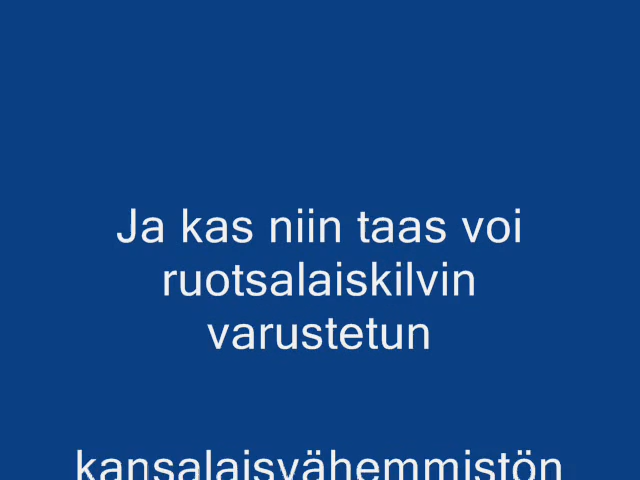 Ja kas niin taas voi
ruotsalaiskilvin
varustetun
kansalaisvähemmistön